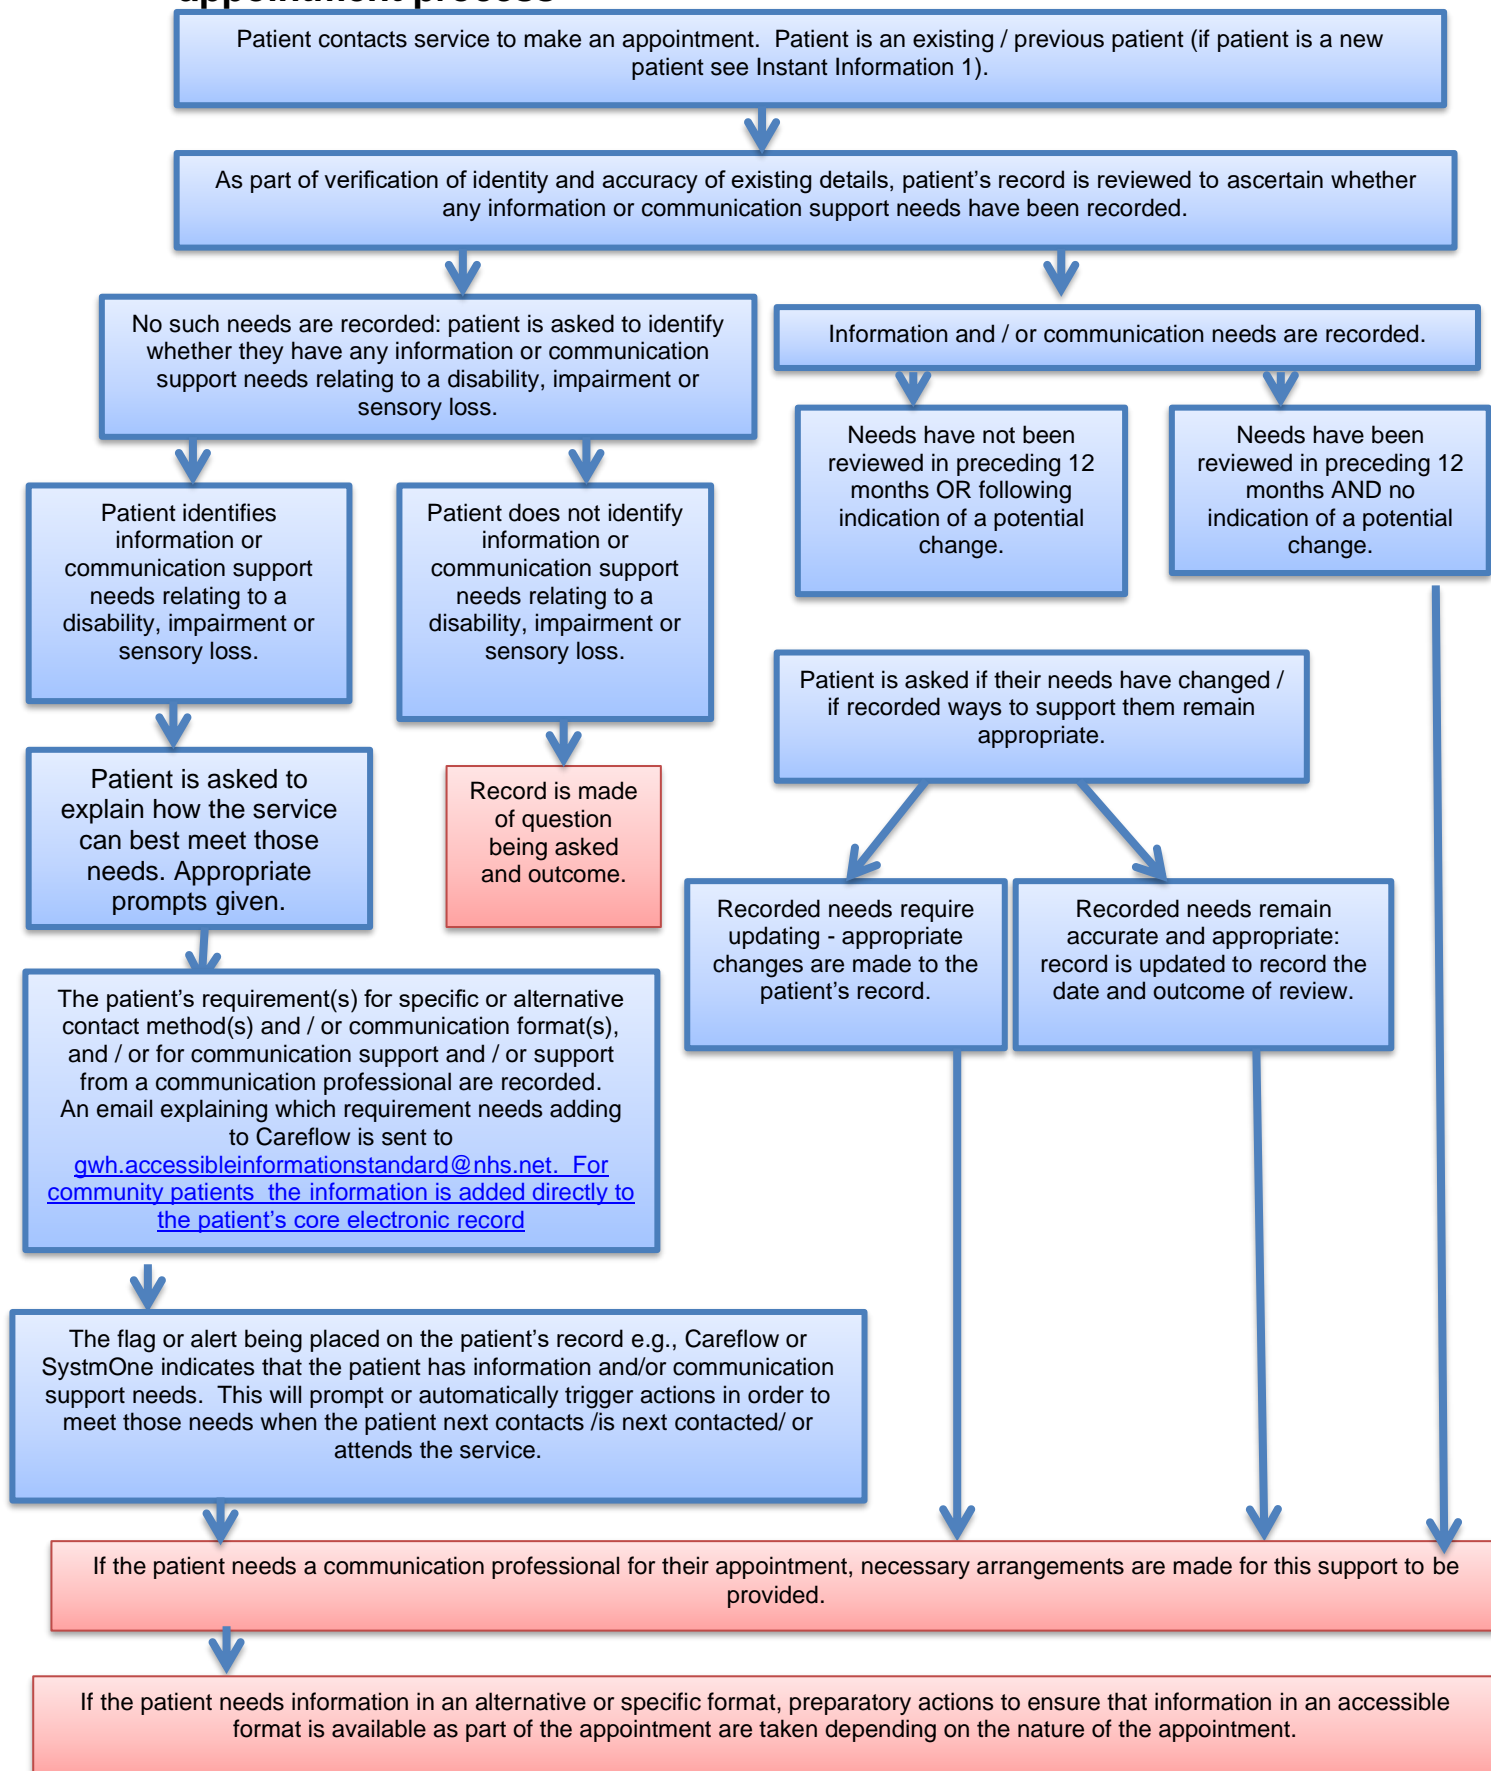 appointment process
Patient contacts service to make an appointment.  Patient is an existing / previous patient (if patient is a new
patient see Instant Information 1).
As part of verification of identity and accuracy of existing details, patient’s record is reviewed to ascertain whether
any information or communication support needs have been recorded.
No such needs are recorded: patient is asked to identify
whether they have any information or communication
support needs relating to a disability, impairment or
sensory loss.
Information and / or communication needs are recorded.
Needs have not been
reviewed in preceding 12
months OR following
indication of a potential
change.
Needs have been
reviewed in preceding 12
months AND no
indication of a potential
change.
Patient identifies
information or
communication support
needs relating to a
disability, impairment or
sensory loss.
Patient does not identify
information or
communication support
needs relating to a
disability, impairment or
sensory loss.
Patient is asked if their needs have changed /
if recorded ways to support them remain
appropriate.
Patient is asked to
explain how the service
can best meet those
needs. Appropriate
prompts given.
Record is made
of question
being asked
and outcome.
Recorded needs require
updating - appropriate
changes are made to the
patient’s record.
Recorded needs remain
accurate and appropriate:
record is updated to record the
date and outcome of review.
The patient’s requirement(s) for specific or alternative
contact method(s) and / or communication format(s),
and / or for communication support and / or support
from a communication professional are recorded.
An email explaining which requirement needs adding
to Careflow is sent to
gwh.accessibleinformationstandard@nhs.net.  For
community patients  the information is added directly to
the patient’s core electronic record
The flag or alert being placed on the patient’s record e.g., Careflow or
SystmOne indicates that the patient has information and/or communication
support needs.  This will prompt or automatically trigger actions in order to
meet those needs when the patient next contacts /is next contacted/ or
attends the service.
If the patient needs a communication professional for their appointment, necessary arrangements are made for this support to be
provided.
If the patient needs information in an alternative or specific format, preparatory actions to ensure that information in an accessible
format is available as part of the appointment are taken depending on the nature of the appointment.